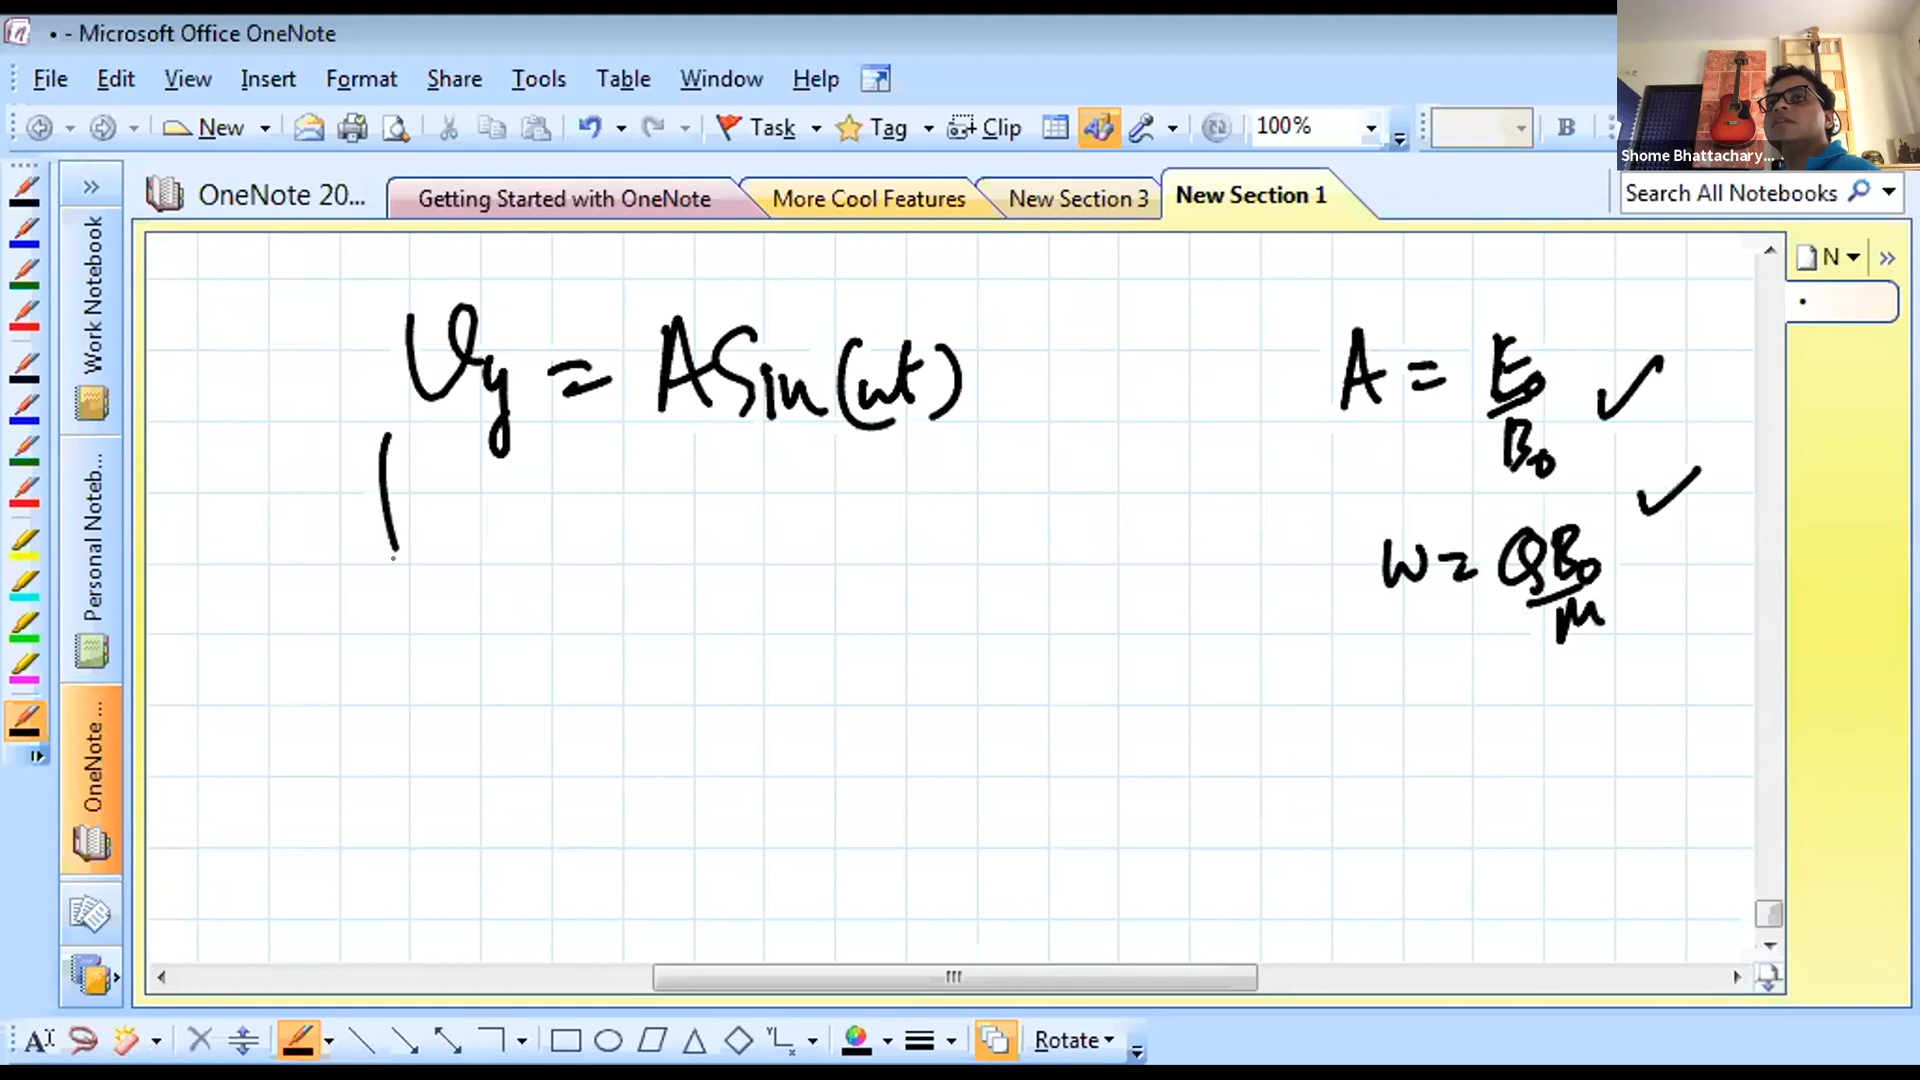 • - Microsoft Office OneNote
File Edit View Insert Format Share Tools Table Window Help
New Task Tag Clip 100% B
Shome Bhattachary...
OneNote 20... Getting Started with OneNote More Cool Features New Section 3 New Section 1 Search All Notebooks
N
•
Work Notebook
Personal Noteb...
OneNote ...
Vy = A Sin(ωt)
A = E₀/B₀ ✓
ω = QB₀/m ✓
Rotate